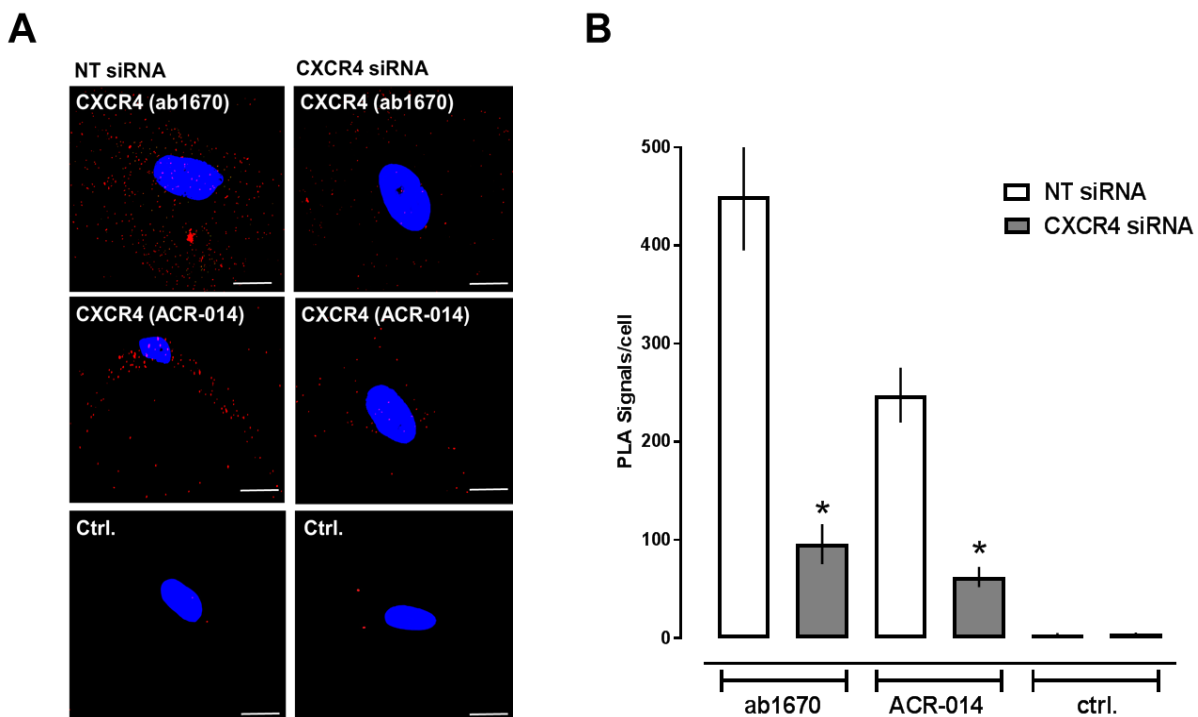 A
NT siRNA
CXCR4 siRNA
CXCR4 (ab1670)
CXCR4 (ab1670)
CXCR4 (ACR-014)
CXCR4 (ACR-014)
Ctrl.
Ctrl.
B
500
400
300
200
100
0
PLA Signals/cell
NT siRNA
CXCR4 siRNA
*
*
ab1670
ACR-014
ctrl.